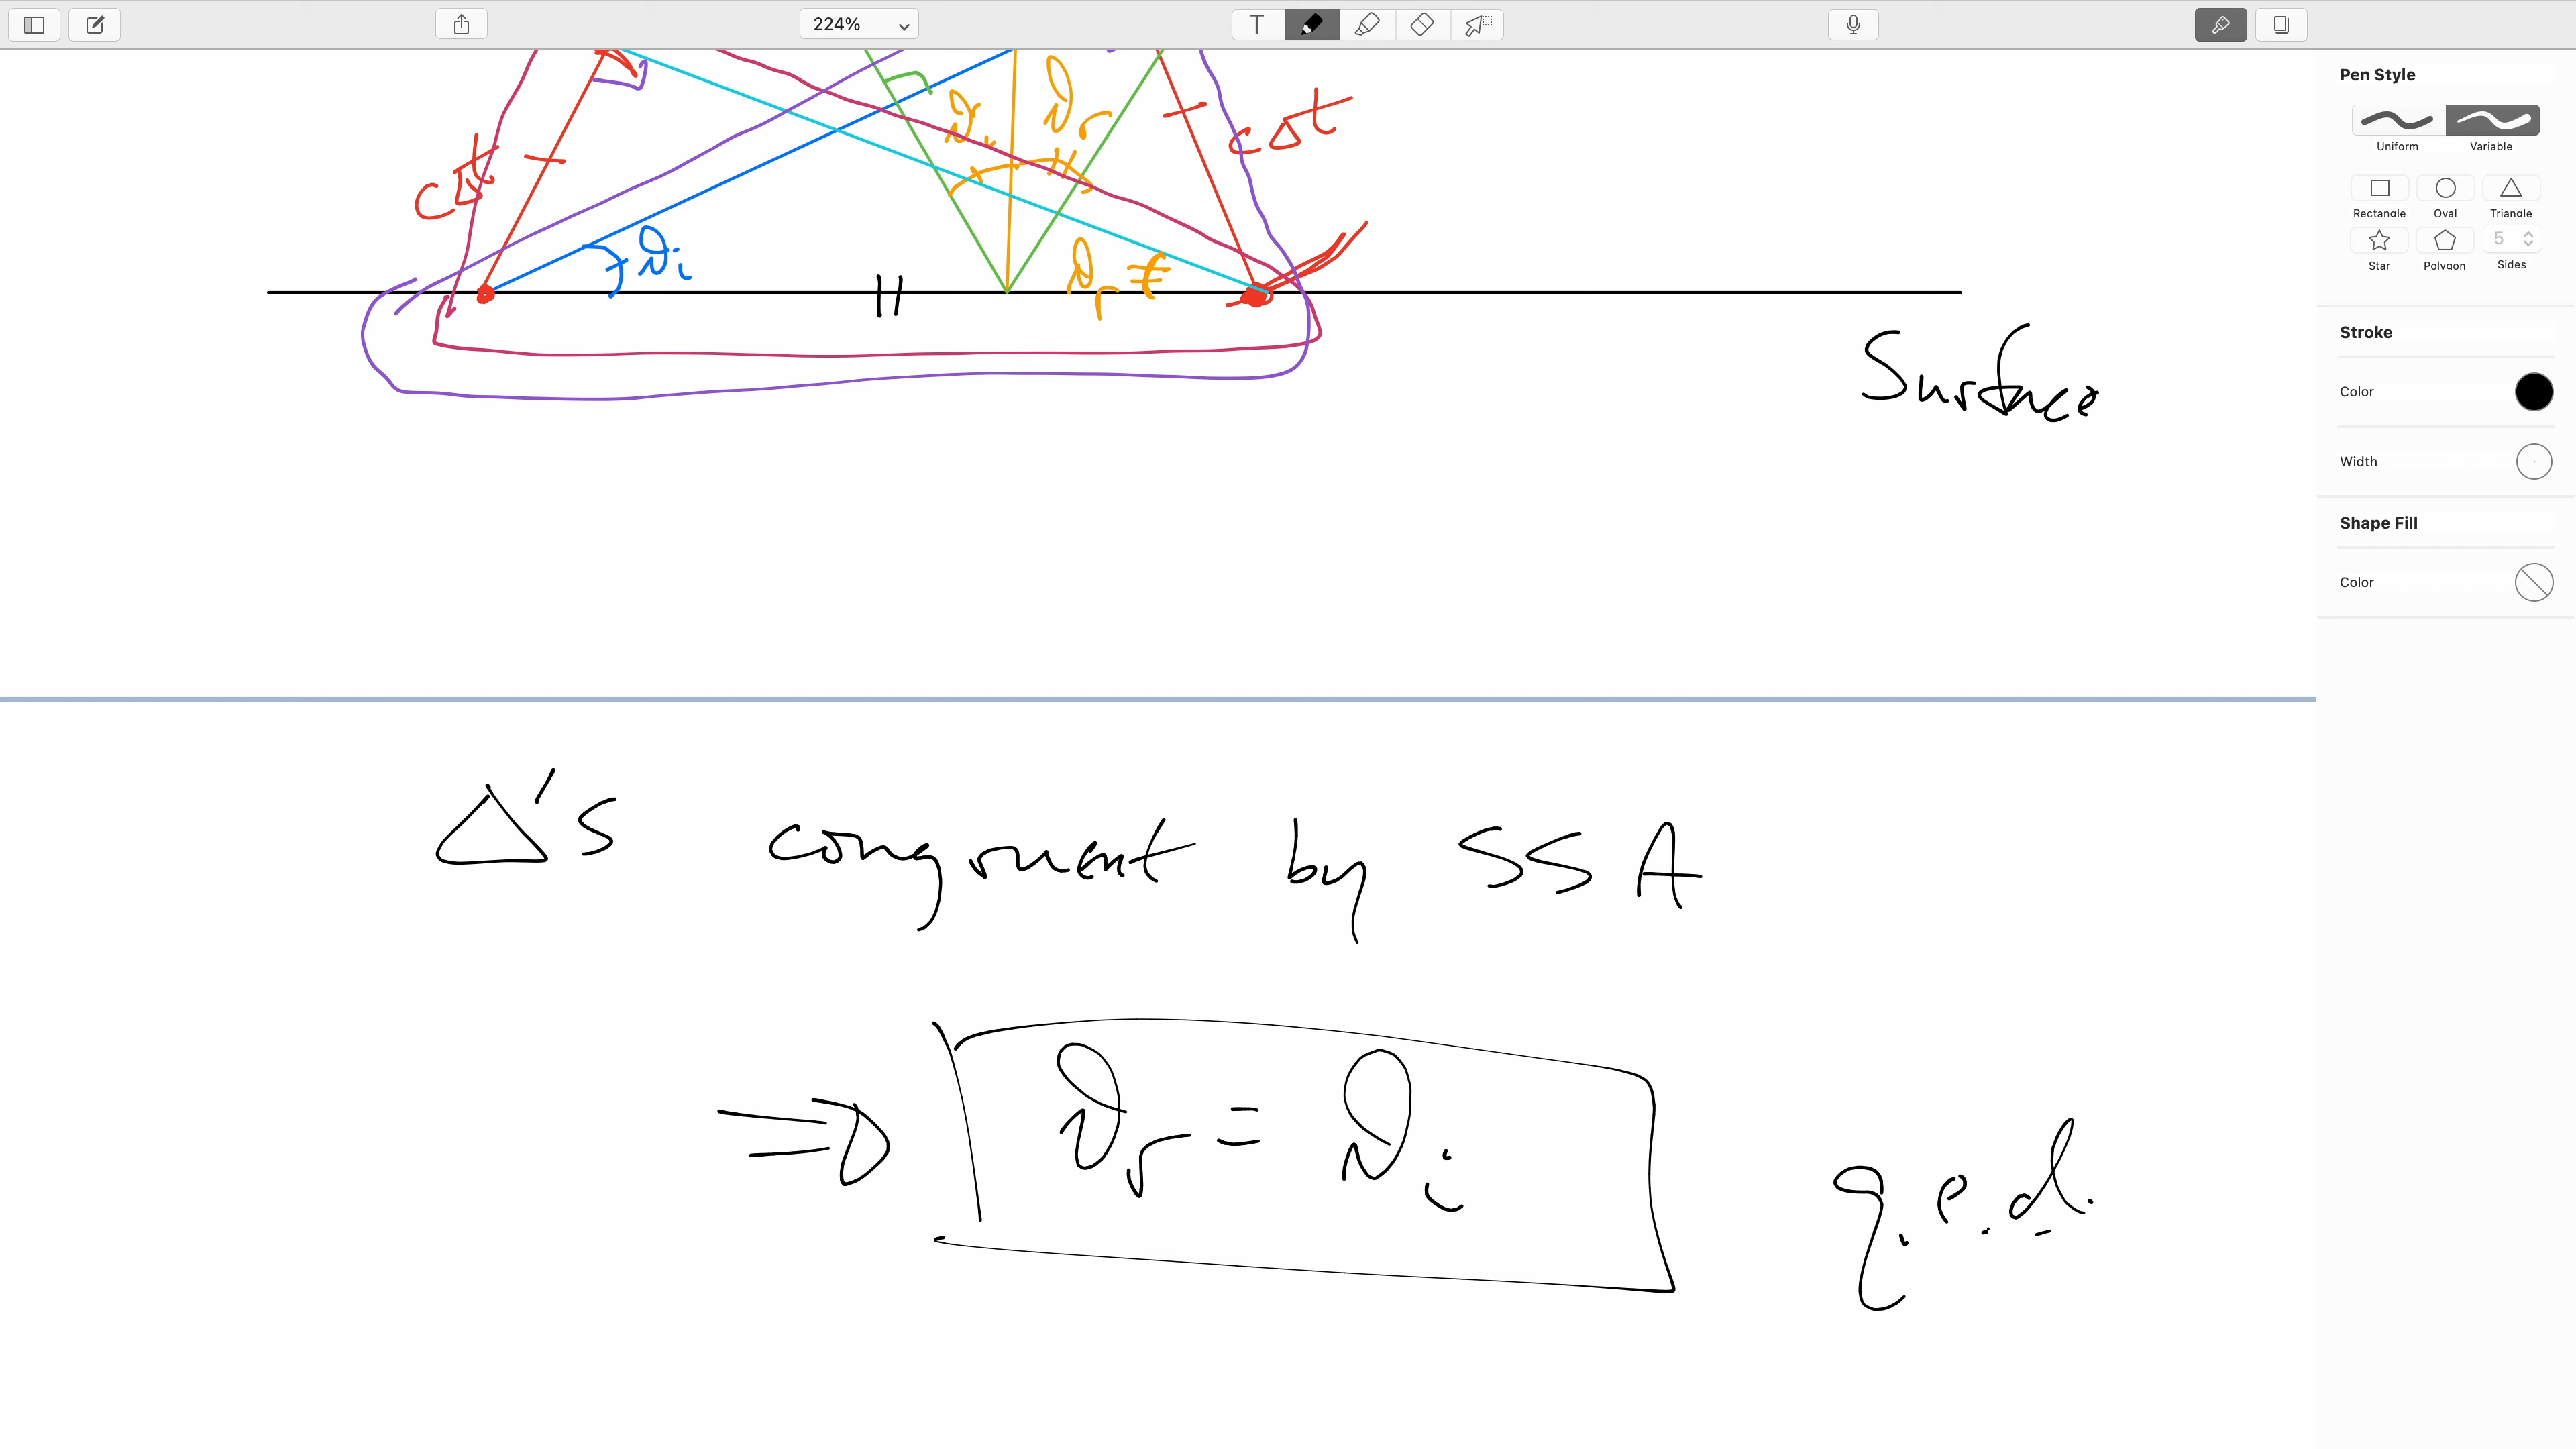 224%
T
Pen Style
Uniform Variable
Rectangle Oval Triangle
5
Star Polygon Sides
Stroke
Color
Width
Shape Fill
Color
ϑi ϑr
cΔt
cΔt
ϑi
ϑr
Surface
Δ's congruent by SSA
⇒ ϑr = ϑi
q.e.d.